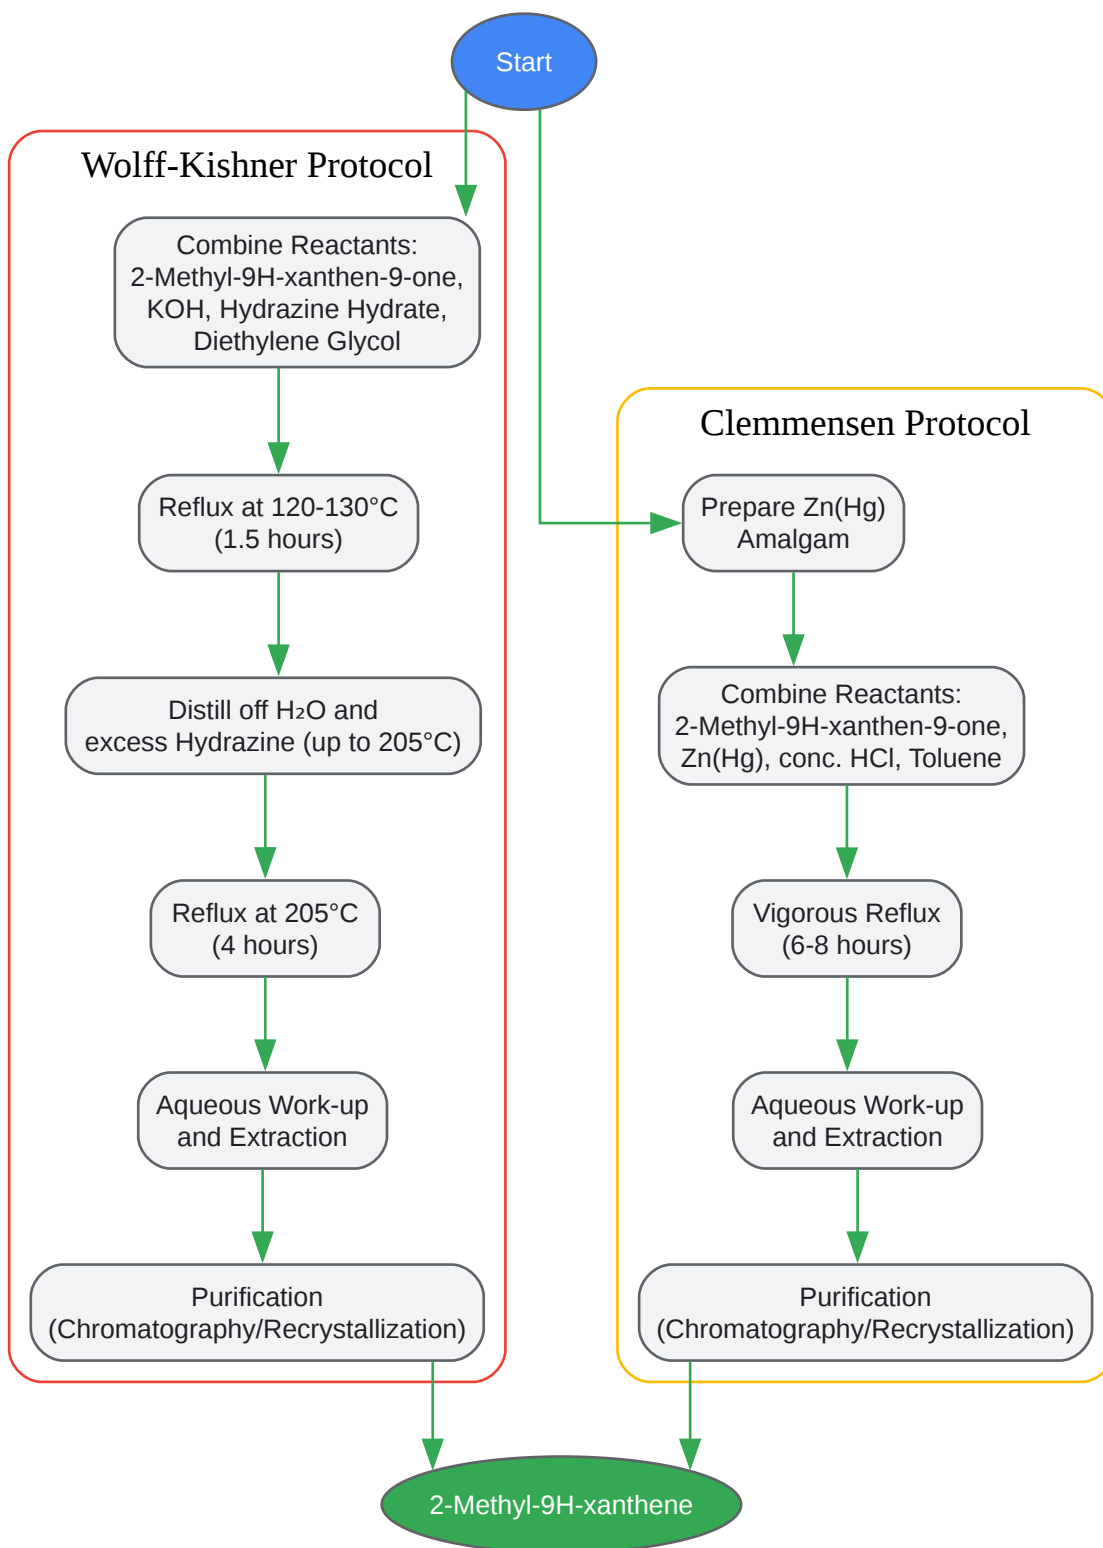 Start
Wolff-Kishner Protocol
Combine Reactants:
2-Methyl-9H-xanthen-9-one,
KOH, Hydrazine Hydrate,
Diethylene Glycol
Reflux at 120-130°C
(1.5 hours)
Distill off H₂O and
excess Hydrazine (up to 205°C)
Reflux at 205°C
(4 hours)
Aqueous Work-up
and Extraction
Purification
(Chromatography/Recrystallization)
Clemmensen Protocol
Prepare Zn(Hg)
Amalgam
Combine Reactants:
2-Methyl-9H-xanthen-9-one,
Zn(Hg), conc. HCl, Toluene
Vigorous Reflux
(6-8 hours)
Aqueous Work-up
and Extraction
Purification
(Chromatography/Recrystallization)
2-Methyl-9H-xanthene